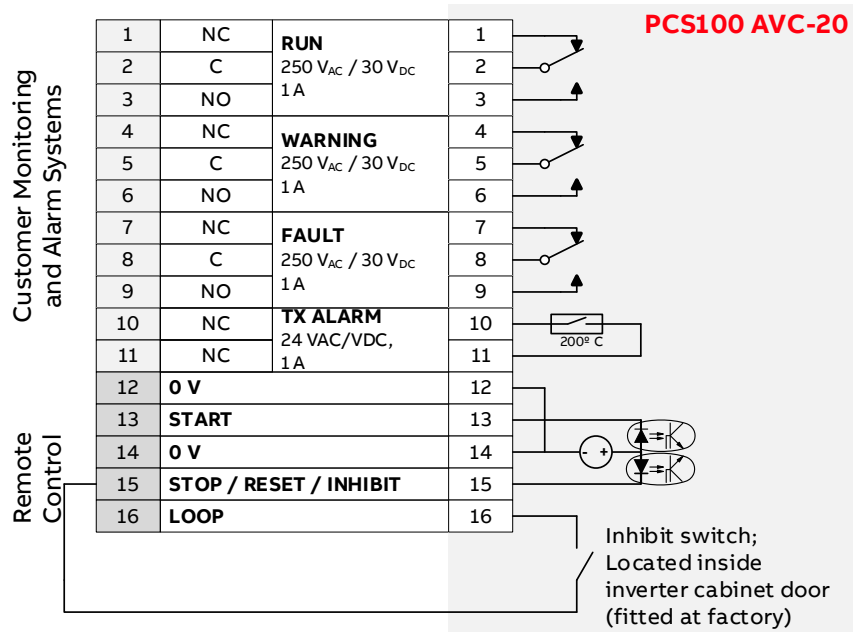 PCS100 AVC-20
Customer Monitoring
and Alarm Systems
1 NC RUN 1
2 C 250 VAC / 30 VDC 2
3 NO 1 A 3
4 NC WARNING 4
5 C 250 VAC / 30 VDC 5
6 NO 1 A 6
7 NC FAULT 7
8 C 250 VAC / 30 VDC 8
9 NO 1 A 9
10 NC TX ALARM 10
24 VAC/VDC,
11 NC 1 A 11
200º C
Remote
Control
12 0 V 12
13 START 13
14 0 V 14
- +
15 STOP / RESET / INHIBIT 15
16 LOOP 16
Inhibit switch;
Located inside
inverter cabinet door
(fitted at factory)